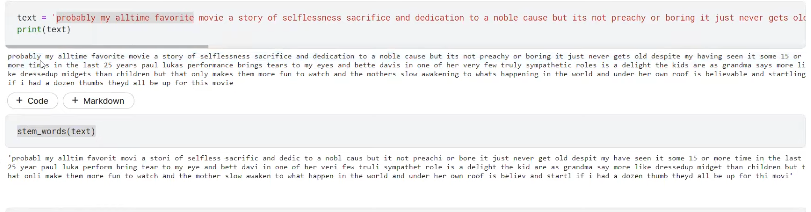 text = 'probably my alltime favorite movie a story of selflessness sacrifice and dedication to a noble cause but its not preachy or boring it just never gets old
print(text)
probably my alltime favorite movie a story of selflessness sacrifice and dedication to a noble cause but its not preachy or boring it just never gets old despite my having seen it some 15 or
more times in the last 25 years paul lukas performance brings tears to my eyes and bette davis in one of her very few truly sympathetic roles is a delight the kids are as grandma says more li
ke dressedup midgets than children but that only makes them more fun to watch and the mothers slow awakening to whats happening in the world and under her own roof is believable and startling
if i had a dozen thumbs theyd all be up for this movie
+ Code + Markdown
stem_words(text)
'probabl my alltim favorit movi a stori of selfless sacrific and dedic to a nobl caus but it not preachi or bore it just never get old despit my have seen it some 15 or more time in the last
25 year paul luka perform bring tear to my eye and bett davi in one of her veri few truli sympathet role is a delight the kid are as grandma say more like dressedup midget than children but t
hat onli make them more fun to watch and the mother slow awaken to what happen in the world and under her own roof is believ and startl if i had a dozen thumb theyd all be up for thi movi'